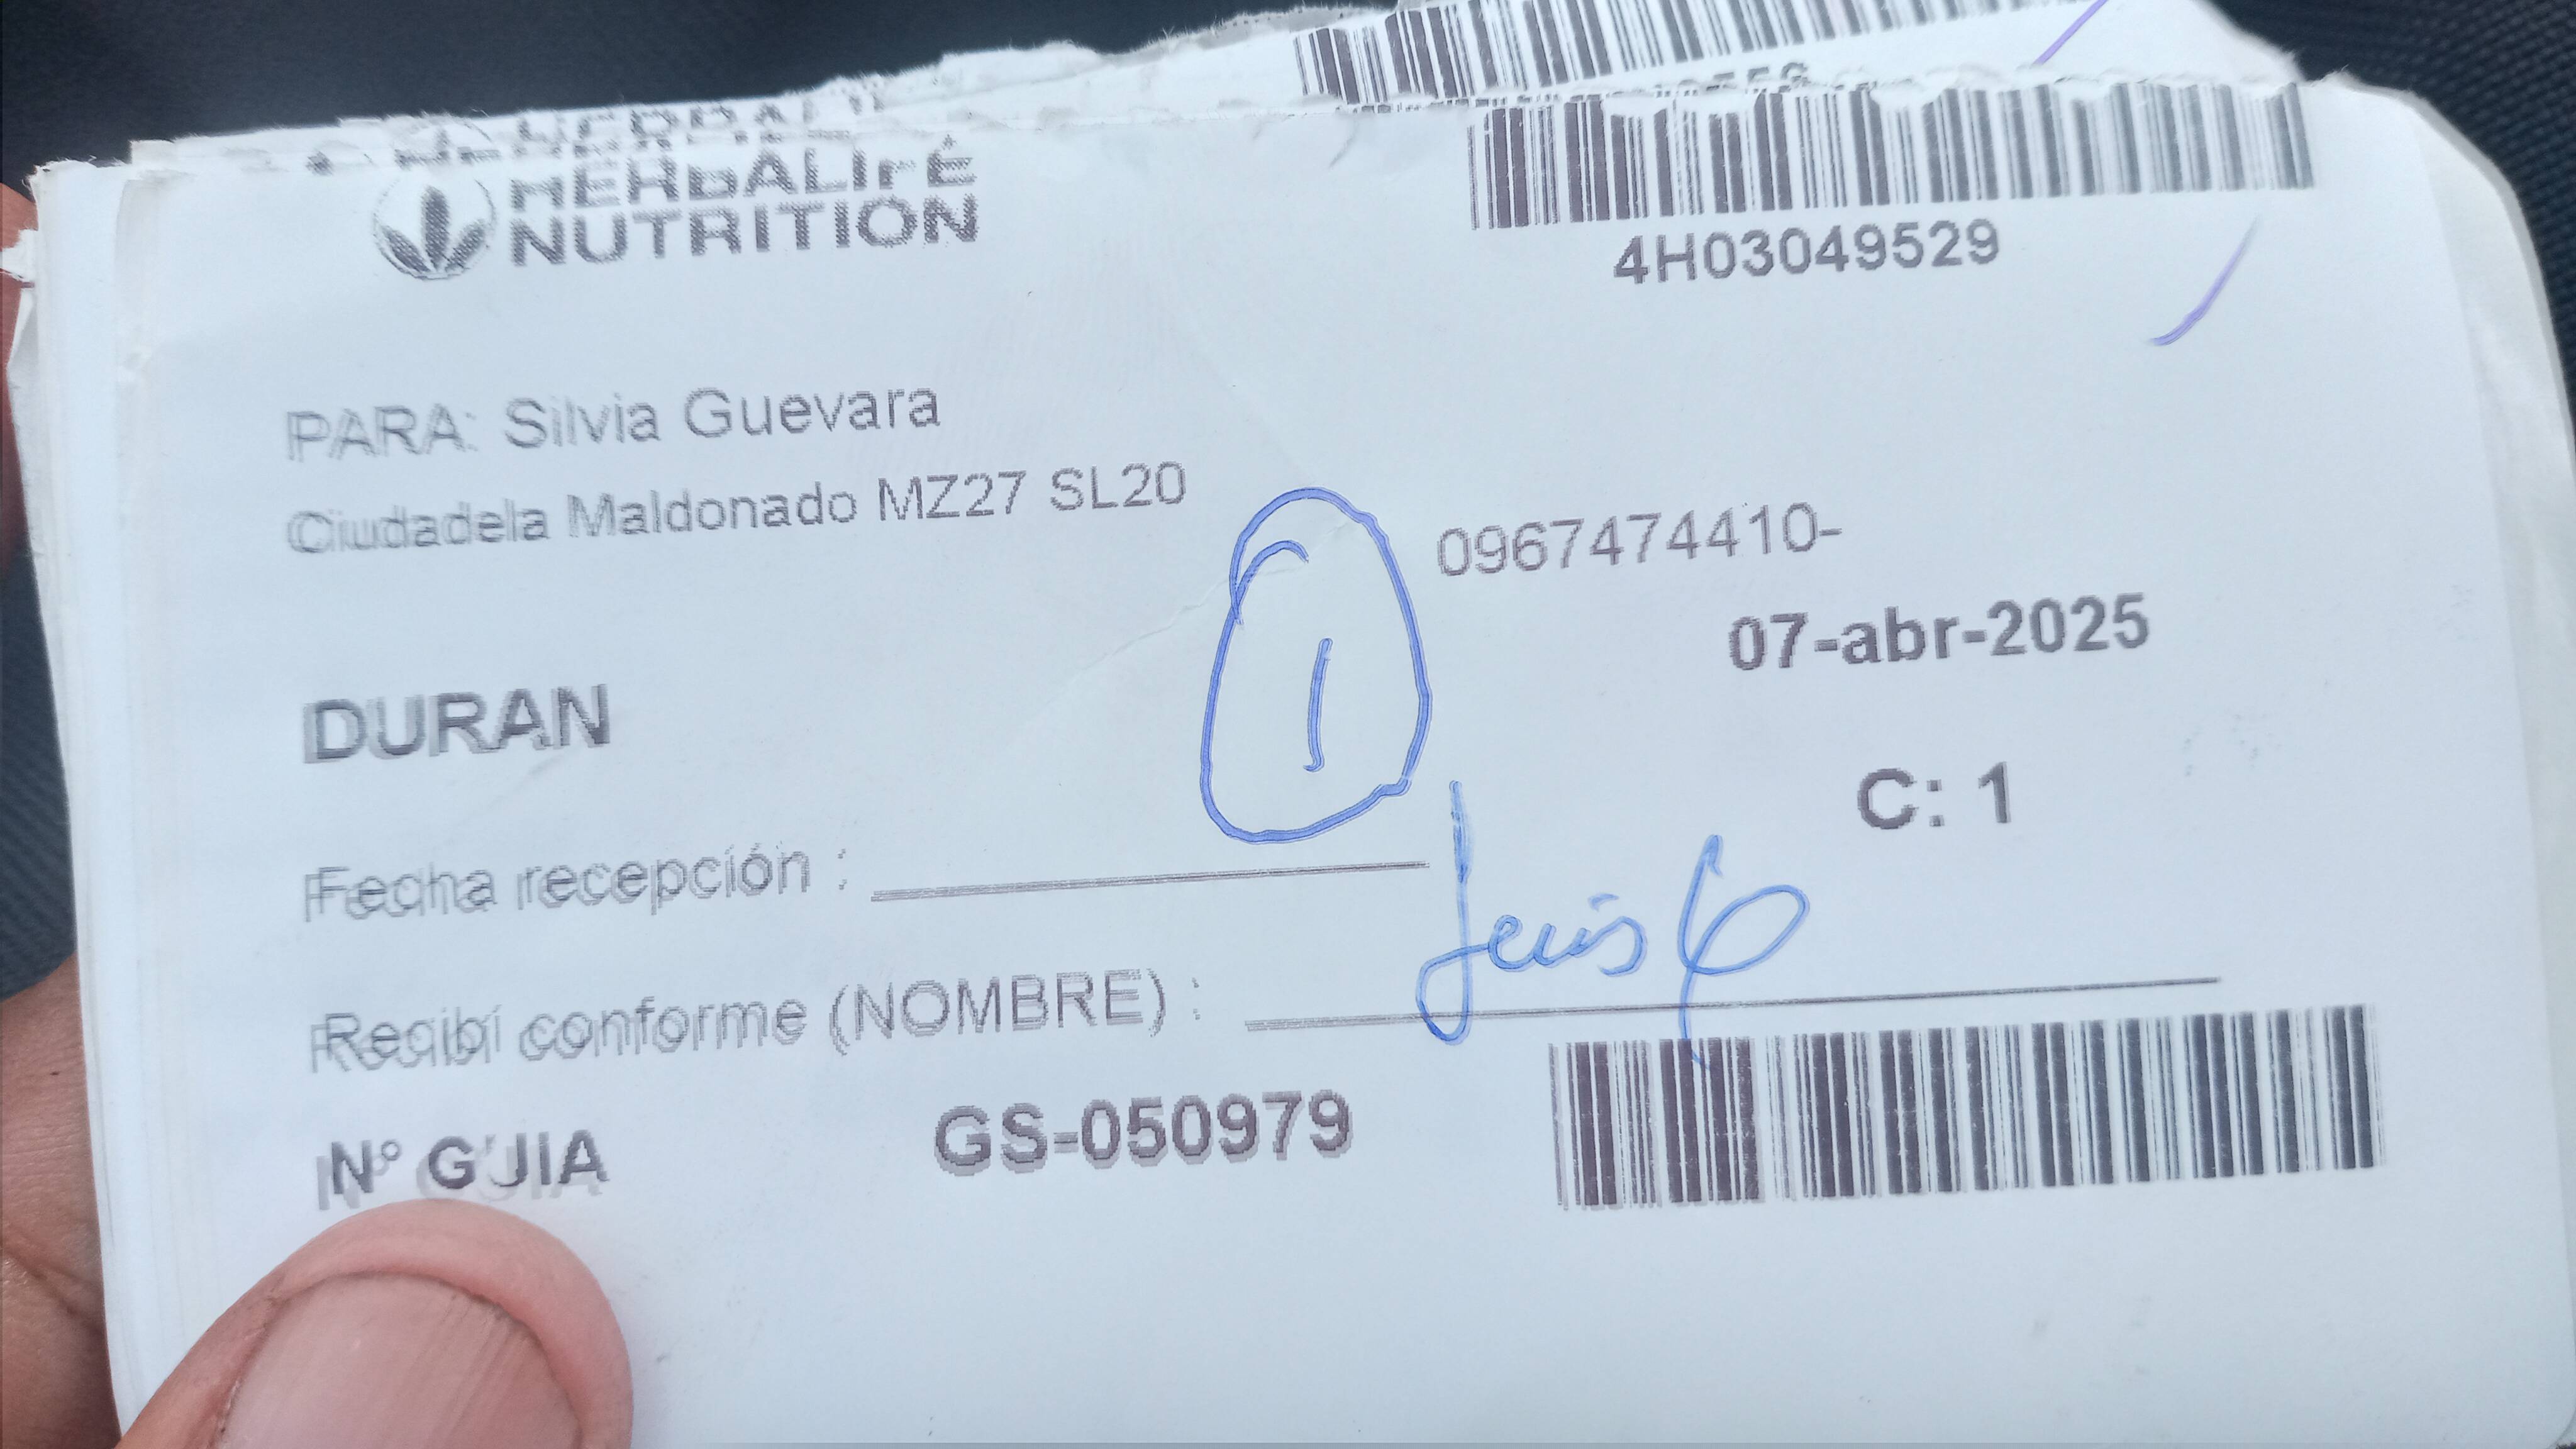 HERBALIFE
NUTRITION
4H03049529
PARA: Silvia Guevara
Ciudadela Maldonado MZ27 SL20
0967474410-
07-abr-2025
DURAN
1
C: 1
Fecha recepción :
Recibí conforme (NOMBRE) :
N° GUIA GS-050979